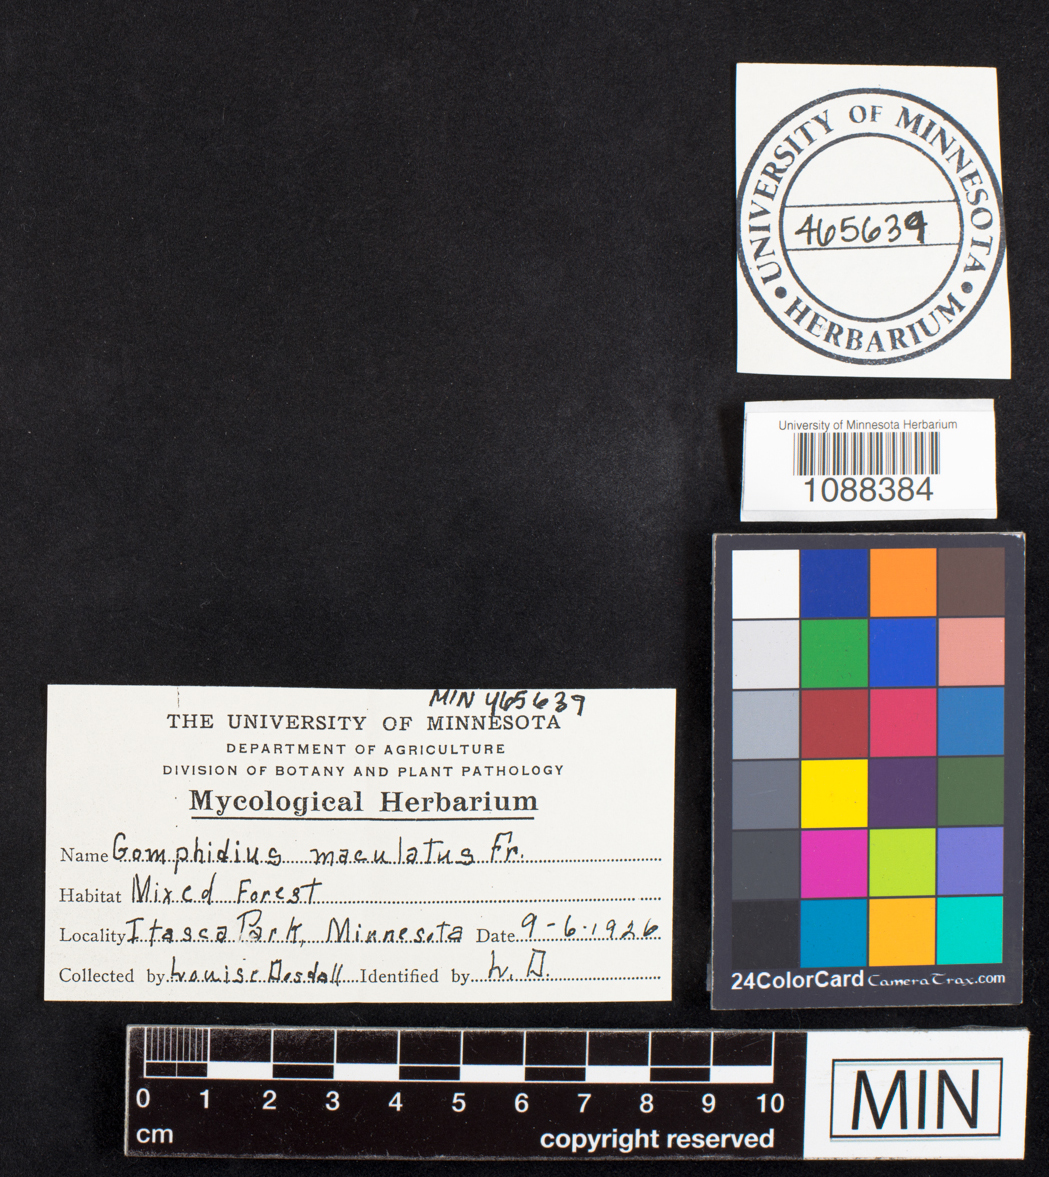 UNIVERSITY OF MINNESOTA
465639
• HERBARIUM •
University of Minnesota Herbarium
1088384
MIN 465639
THE UNIVERSITY OF MINNESOTA
DEPARTMENT OF AGRICULTURE
DIVISION OF BOTANY AND PLANT PATHOLOGY
Mycological Herbarium
Name Gomphidius maculatus Fr.
Habitat Mixed Forest
Locality Itasca Park, Minnesota Date 9-6-1926
Collected by Louise Dosdall Identified by L. D.
24ColorCard CameraTrax.com
0 1 2 3 4 5 6 7 8 9 10
cm copyright reserved
MIN